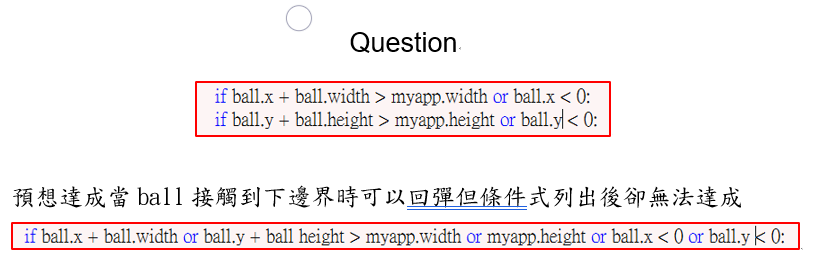 Question
if ball.x + ball.width > myapp.width or ball.x < 0:
if ball.y + ball.height > myapp.height or ball.y < 0:
預想達成當 ball 接觸到下邊界時可以回彈但條件式列出後卻無法達成
if ball.x + ball.width or ball.y + ball height > myapp.width or myapp.height or ball.x < 0 or ball.y < 0: